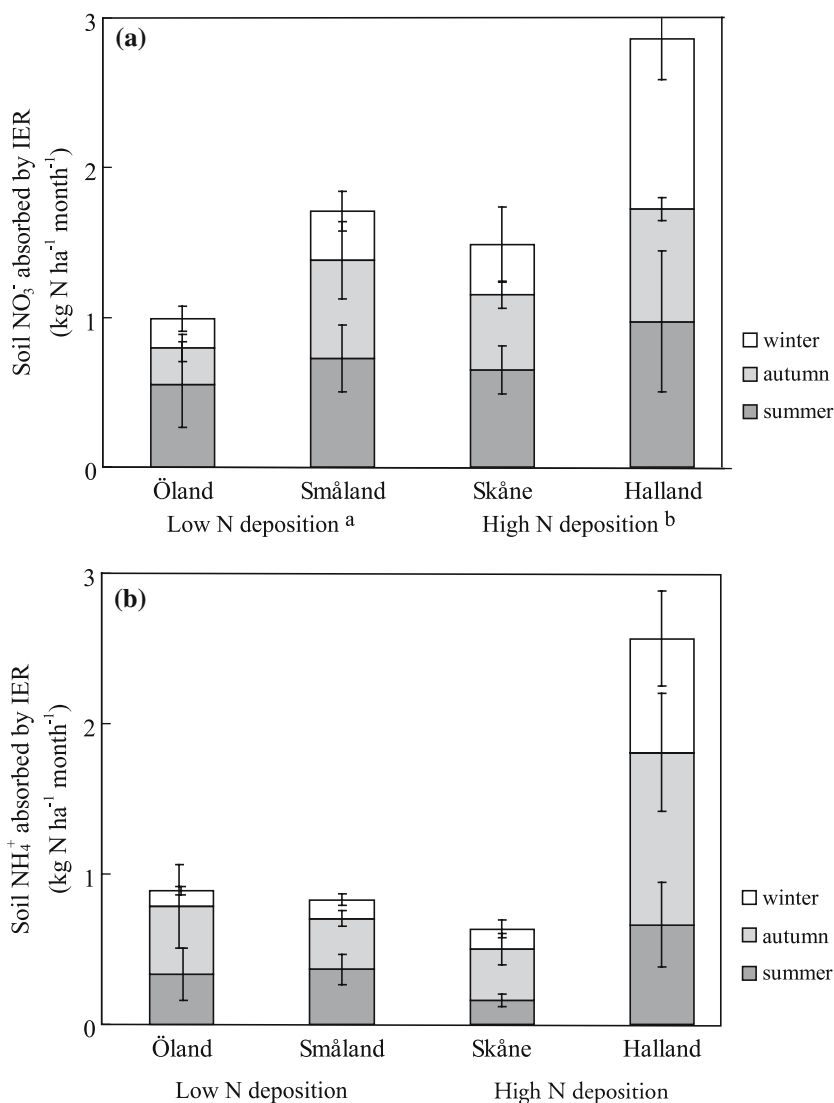 (a)
3
2
1
0
Soil NO₃⁻ absorbed by IER
(kg N ha⁻¹ month⁻¹)
winter
autumn
summer
Öland Småland Skåne Halland
Low N deposition ᵃ High N deposition ᵇ
(b)
3
2
1
0
Soil NH₄⁺ absorbed by IER
(kg N ha⁻¹ month⁻¹)
winter
autumn
summer
Öland Småland Skåne Halland
Low N deposition High N deposition